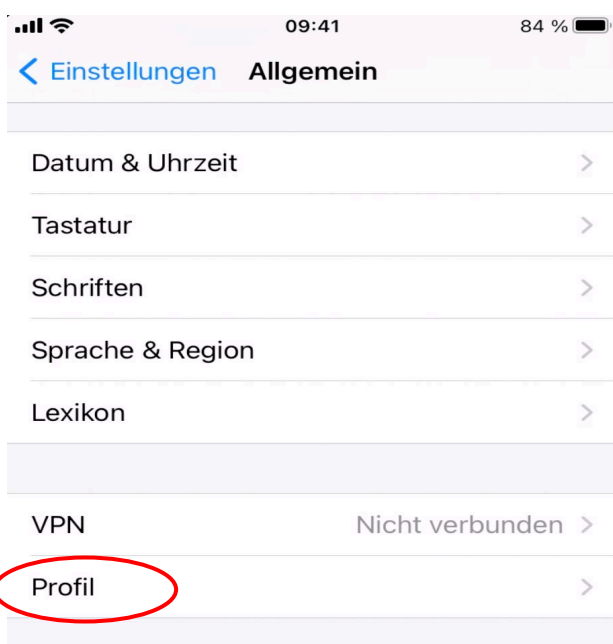 09:41 84 %
Einstellungen Allgemein
Datum & Uhrzeit
Tastatur
Schriften
Sprache & Region
Lexikon
VPN Nicht verbunden
Profil